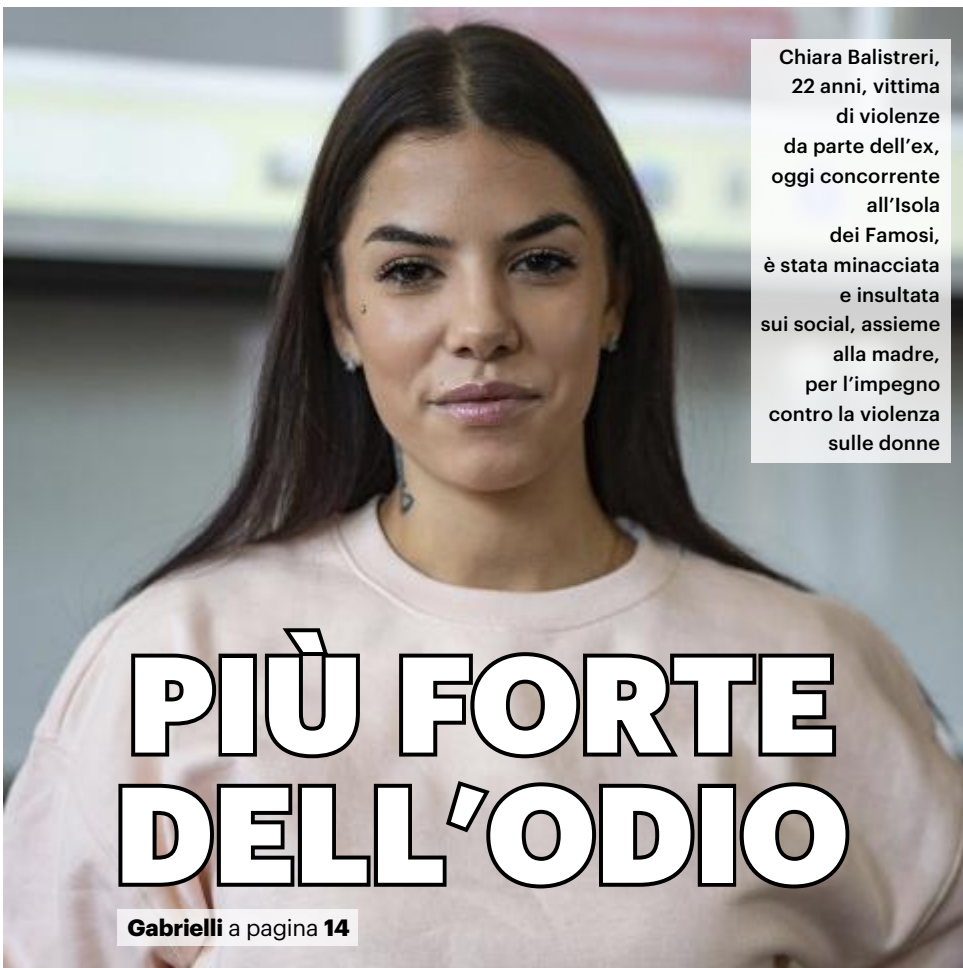 Chiara Balistreri,
22 anni, vittima
di violenze
da parte dell'ex,
oggi concorrente
all'Isola
dei Famosi,
è stata minacciata
e insultata
sui social, assieme
alla madre,
per l'impegno
contro la violenza
sulle donne
PIÙ FORTE
DELL'ODIO
Gabrielli a pagina 14